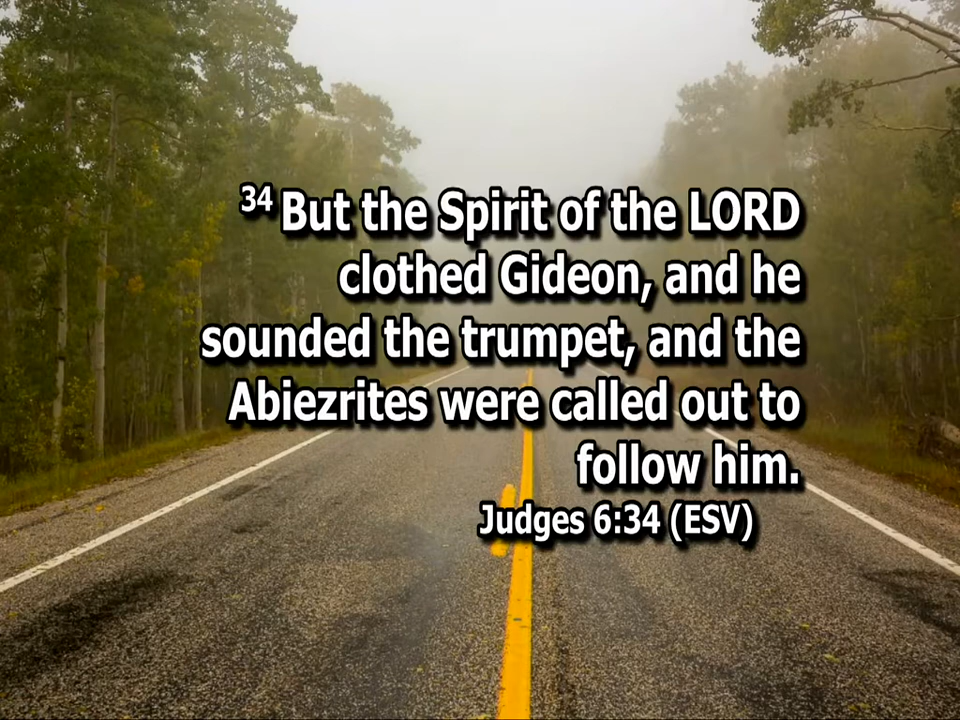 34 But the Spirit of the LORD
clothed Gideon, and he
sounded the trumpet, and the
Abiezrites were called out to
follow him.
Judges 6:34 (ESV)